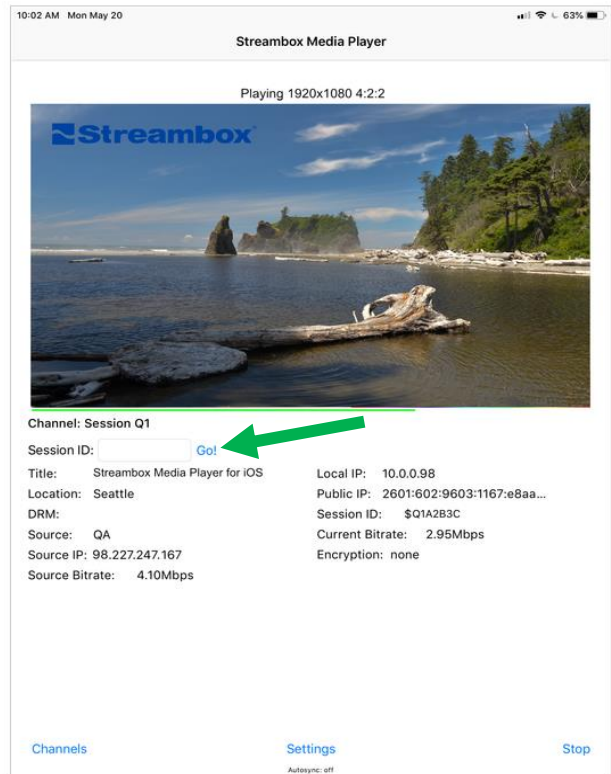 10:02 AM Mon May 20
63%
Streambox Media Player
Playing 1920x1080 4:2:2
Streambox
Channel: Session Q1
Session ID:
Go!
Title: Streambox Media Player for iOS
Location: Seattle
DRM:
Source: QA
Source IP: 98.227.247.167
Source Bitrate: 4.10Mbps
Local IP: 10.0.0.98
Public IP: 2601:602:9603:1167:e8aa...
Session ID: $Q1A2B3C
Current Bitrate: 2.95Mbps
Encryption: none
Channels
Settings
Stop
Autosync: off